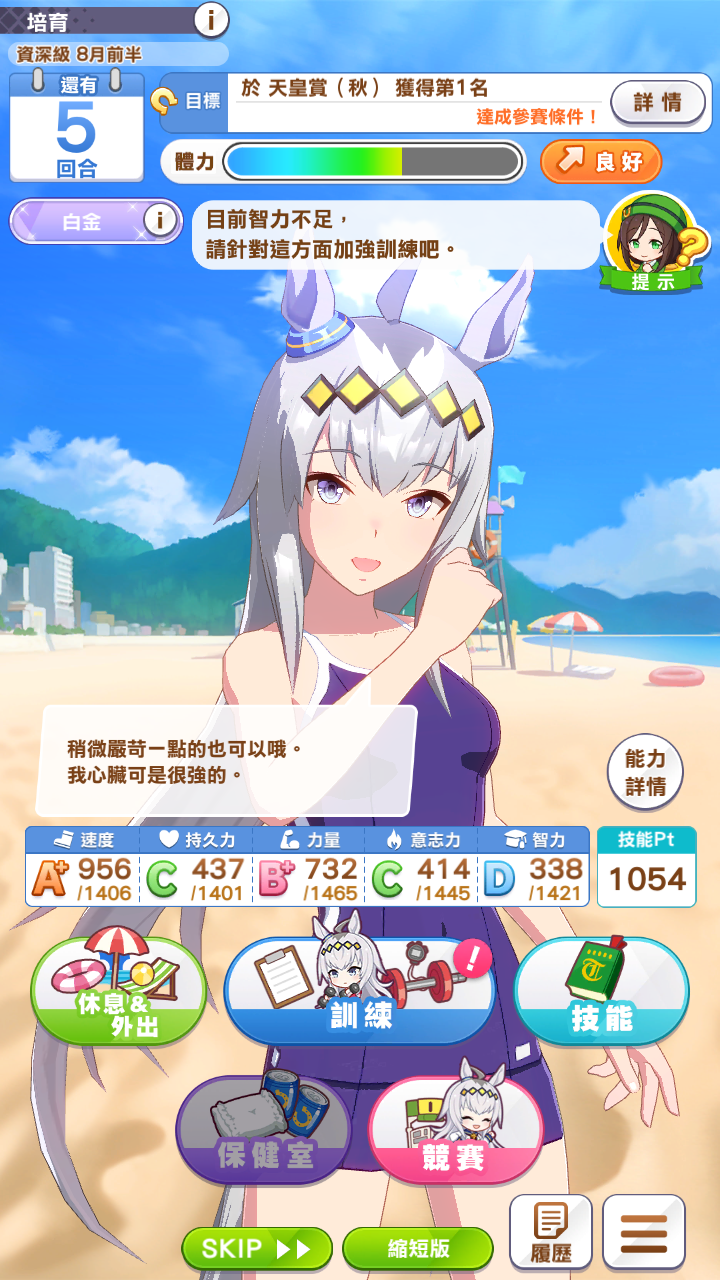 培育
i
資深級 8月前半
還有
5
回合
目標
於 天皇賞（秋） 獲得第1名
達成參賽條件！
詳情
體力
良好
白金
i
目前智力不足，
請針對這方面加強訓練吧。
提示
稍微嚴苛一點的也可以哦。
我心臟可是很強的。
能力
詳情
速度 持久力 力量 意志力 智力 技能Pt
A+ 956 /1406
C 437 /1401
B+ 732 /1465
C 414 /1445
D 338 /1421
1054
休息&
外出
訓練
技能
保健室
競賽
SKIP
縮短版
履歷